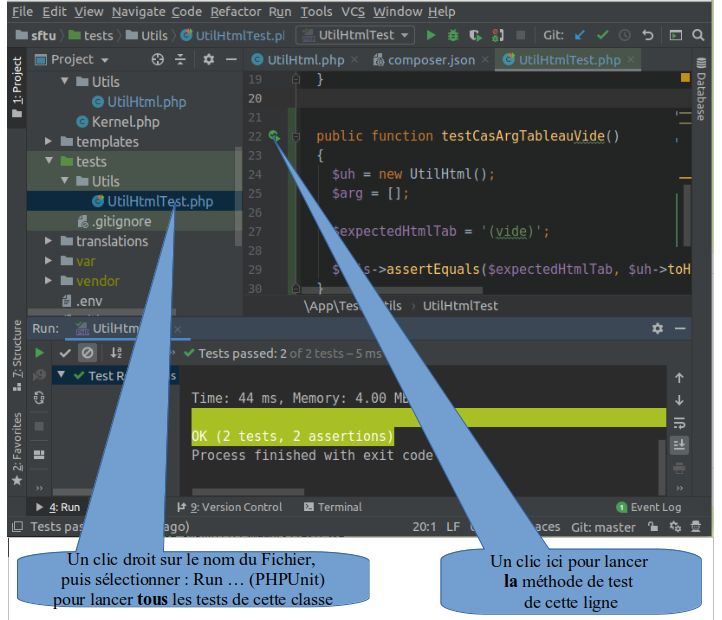 File Edit View Navigate Code Refactor Run Tools VCS Window Help
sftu tests Utils UtilHtmlTest.pl UtilHtmlTest Git:
Project UtilHtml.php composer.json UtilHtmlTest.php
1: Project
Database
Utils
UtilHtml.php
Kernel.php
templates
tests
Utils
UtilHtmlTest.php
.gitignore
translations
var
vendor
.env
19 }
20
21
22 public function testCasArgTableauVide()
23 {
24 $uh = new UtilHtml();
25 $arg = [];
26
27 $expectedHtmlTab = '(vide)';
28
29 ->assertEquals($expectedHtmlTab, $uh->toH
30 }
\App\Tes UtilHtmlTest
Run: UtilHtm
7: Structure
2: Favorites
Tests passed: 2 of 2 tests – 5 ms
Test R
Time: 44 ms, Memory: 4.00 M
OK (2 tests, 2 assertions)
Process finished with exit code
4: Run 9: Version Control Terminal 1 Event Log
Tests pas ago) 20:1 LF aces Git: master
Un clic droit sur le nom du Fichier,
puis sélectionner : Run … (PHPUnit)
pour lancer tous les tests de cette classe
Un clic ici pour lancer
la méthode de test
de cette ligne